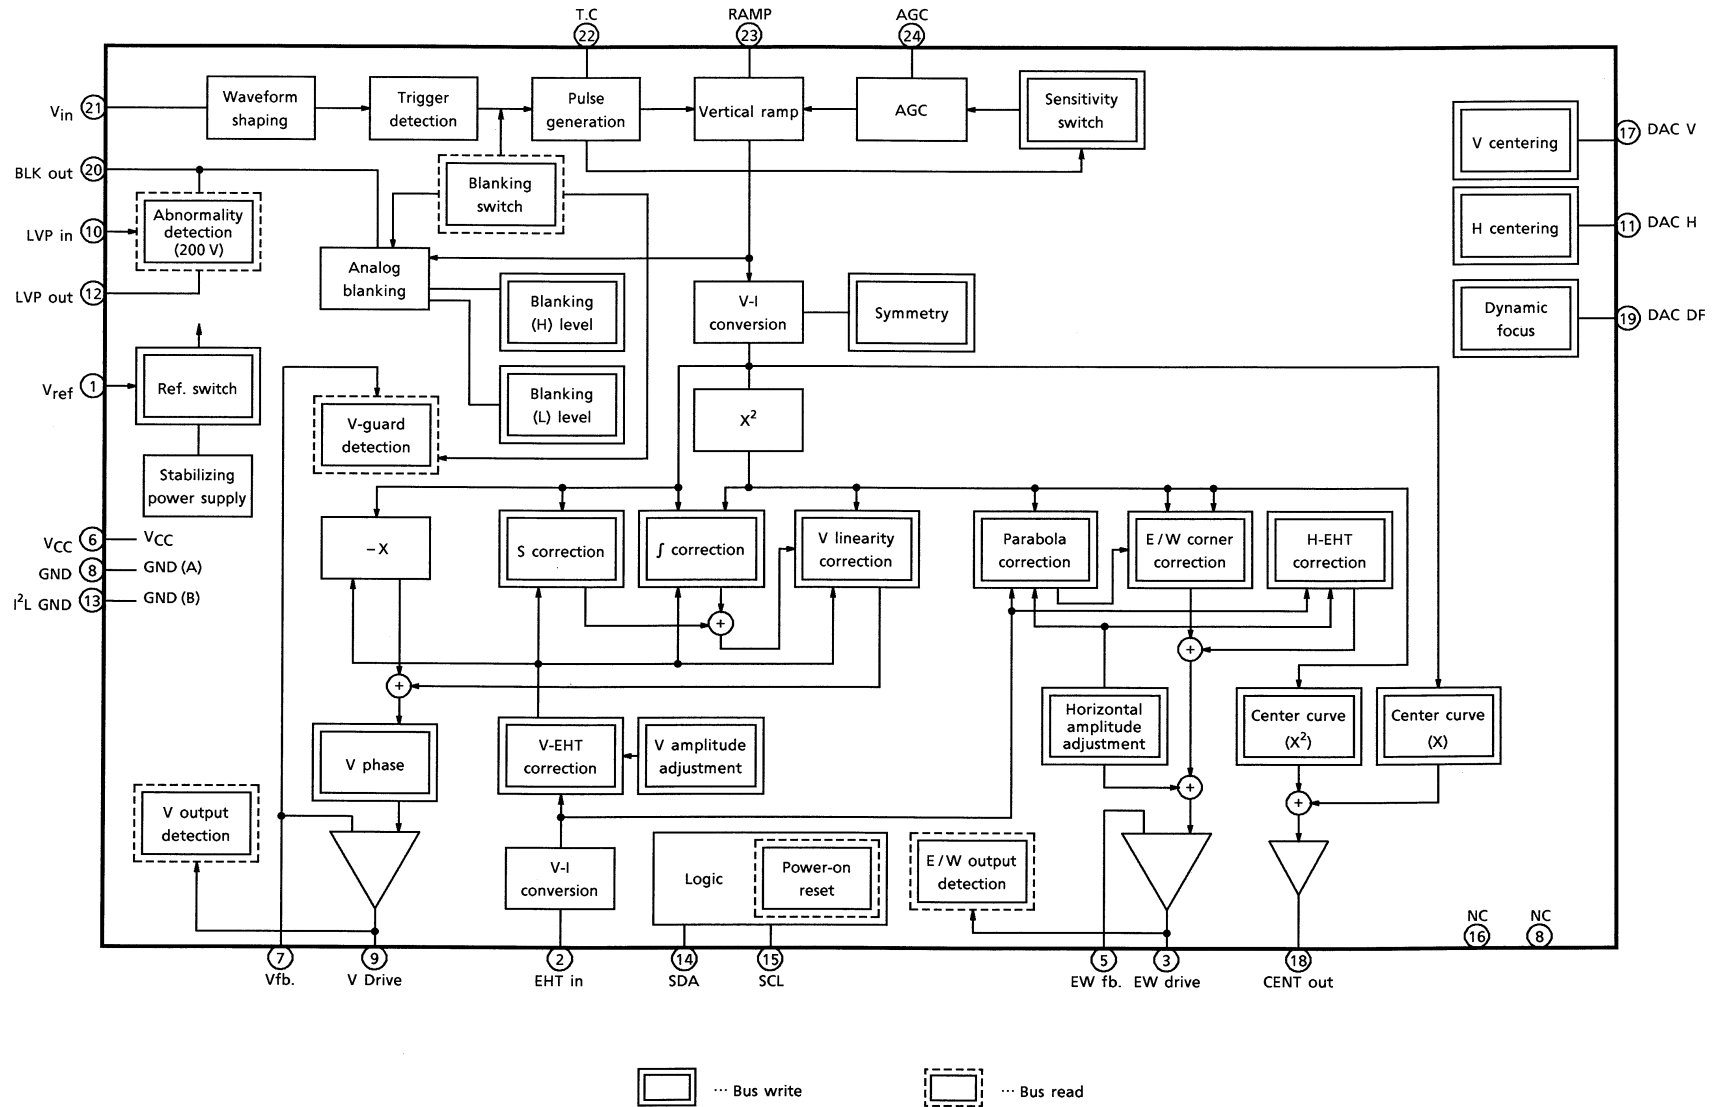 T.C
22
RAMP
23
AGC
24
Vin
21
Waveform
shaping
Trigger
detection
Pulse
generation
Vertical ramp
AGC
Sensitivity
switch
V centering
17
DAC V
BLK out
20
Blanking
switch
LVP in
10
Abnormality
detection
(200 V)
H centering
11
DAC H
LVP out
12
Analog
blanking
Blanking
(H) level
V-I
conversion
Symmetry
Dynamic
focus
19
DAC DF
Vref
1
Ref. switch
Blanking
(L) level
X²
V-guard
detection
Stabilizing
power supply
VCC
6
VCC
GND
8
GND (A)
I²L GND
13
GND (B)
−X
S correction
∫ correction
V linearity
correction
Parabola
correction
E/W corner
correction
H-EHT
correction
+
+
+
V phase
V-EHT
correction
V amplitude
adjustment
Horizontal
amplitude
adjustment
Center curve
(X²)
Center curve
(X)
+
+
V output
detection
V-I
conversion
Logic
Power-on
reset
E/W output
detection
NC
16
NC
8
7
Vfb.
9
V Drive
2
EHT in
14
SDA
15
SCL
5
EW fb.
3
EW drive
18
CENT out
··· Bus write
··· Bus read